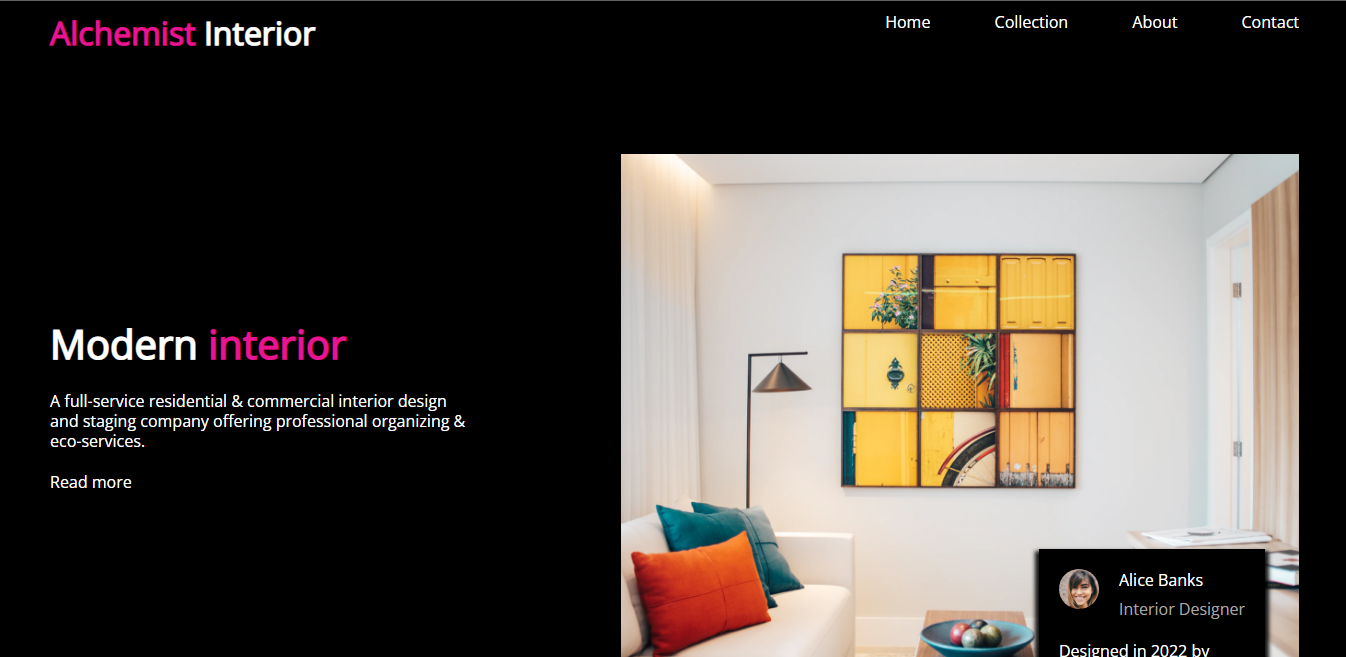 Alchemist Interior
Home
Collection
About
Contact
Modern interior
A full-service residential & commercial interior design
and staging company offering professional organizing &
eco-services.
Read more
Alice Banks
Interior Designer
Designed in 2022 by